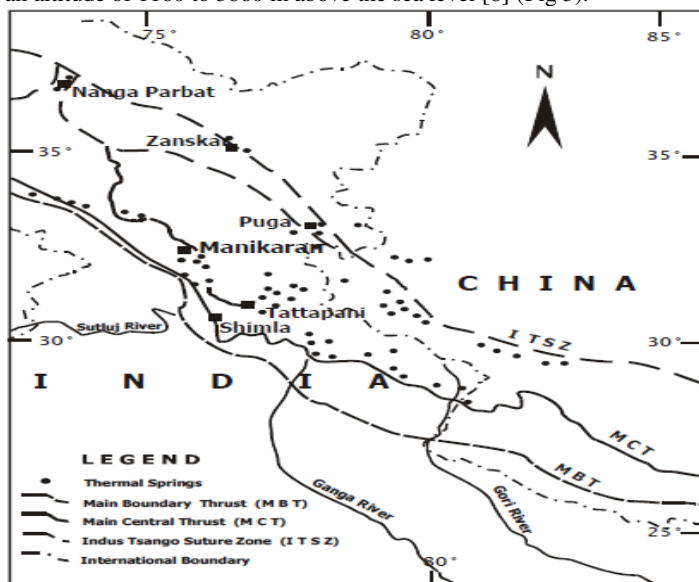 an altitude of 1100 to 5000 m above the sea level [6] (Fig 3).
75°
80°
85°
N
Nanga Parbat
Zanskar
35°
35°
Puga
Manikaran
CHINA
Tattapani
Shimla
Sutluj River
30°
30°
ITSZ
INDIA
MCT
MBT
LEGEND
Thermal Springs
Main Boundary Thrust (MBT)
Main Central Thrust (MCT)
Indus Tsango Suture Zone (ITSZ)
International Boundary
Ganga River
Gori River
25°
80°